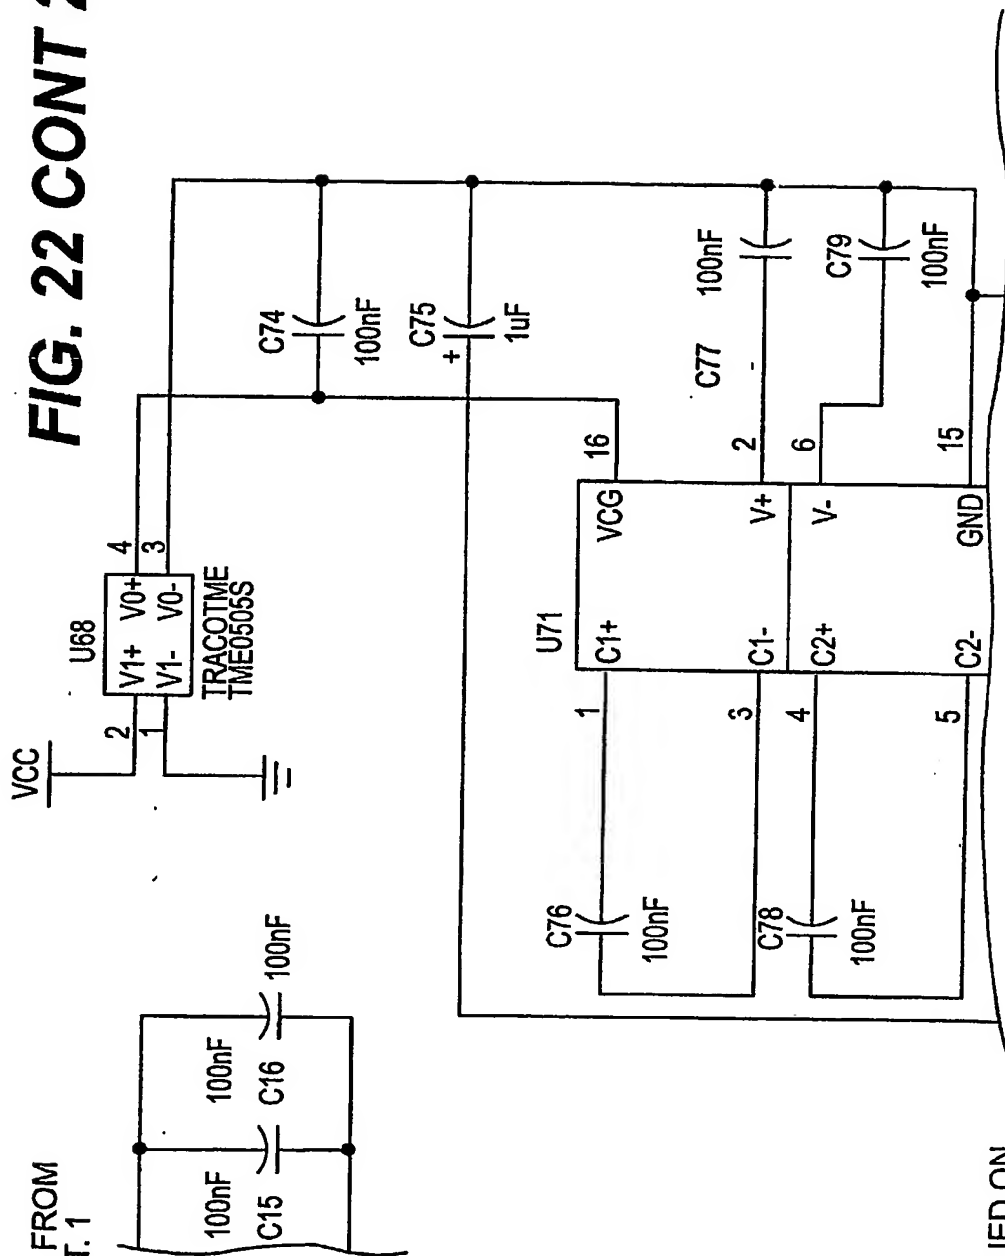 FIG. 22 CONT 2
FROM
T. 1
100nF
C15
100nF
C16
100nF
VCC
2
1
U68
V1+ V0+
V1- V0-
4
3
TRACOTME
TME0505S
C74
100nF
C75
+
1uF
U71
C1+
VCG
C1-
V+
C2+
V-
C2-
GND
1
3
4
5
16
2
6
15
C76
100nF
C78
100nF
C77
100nF
C79
100nF